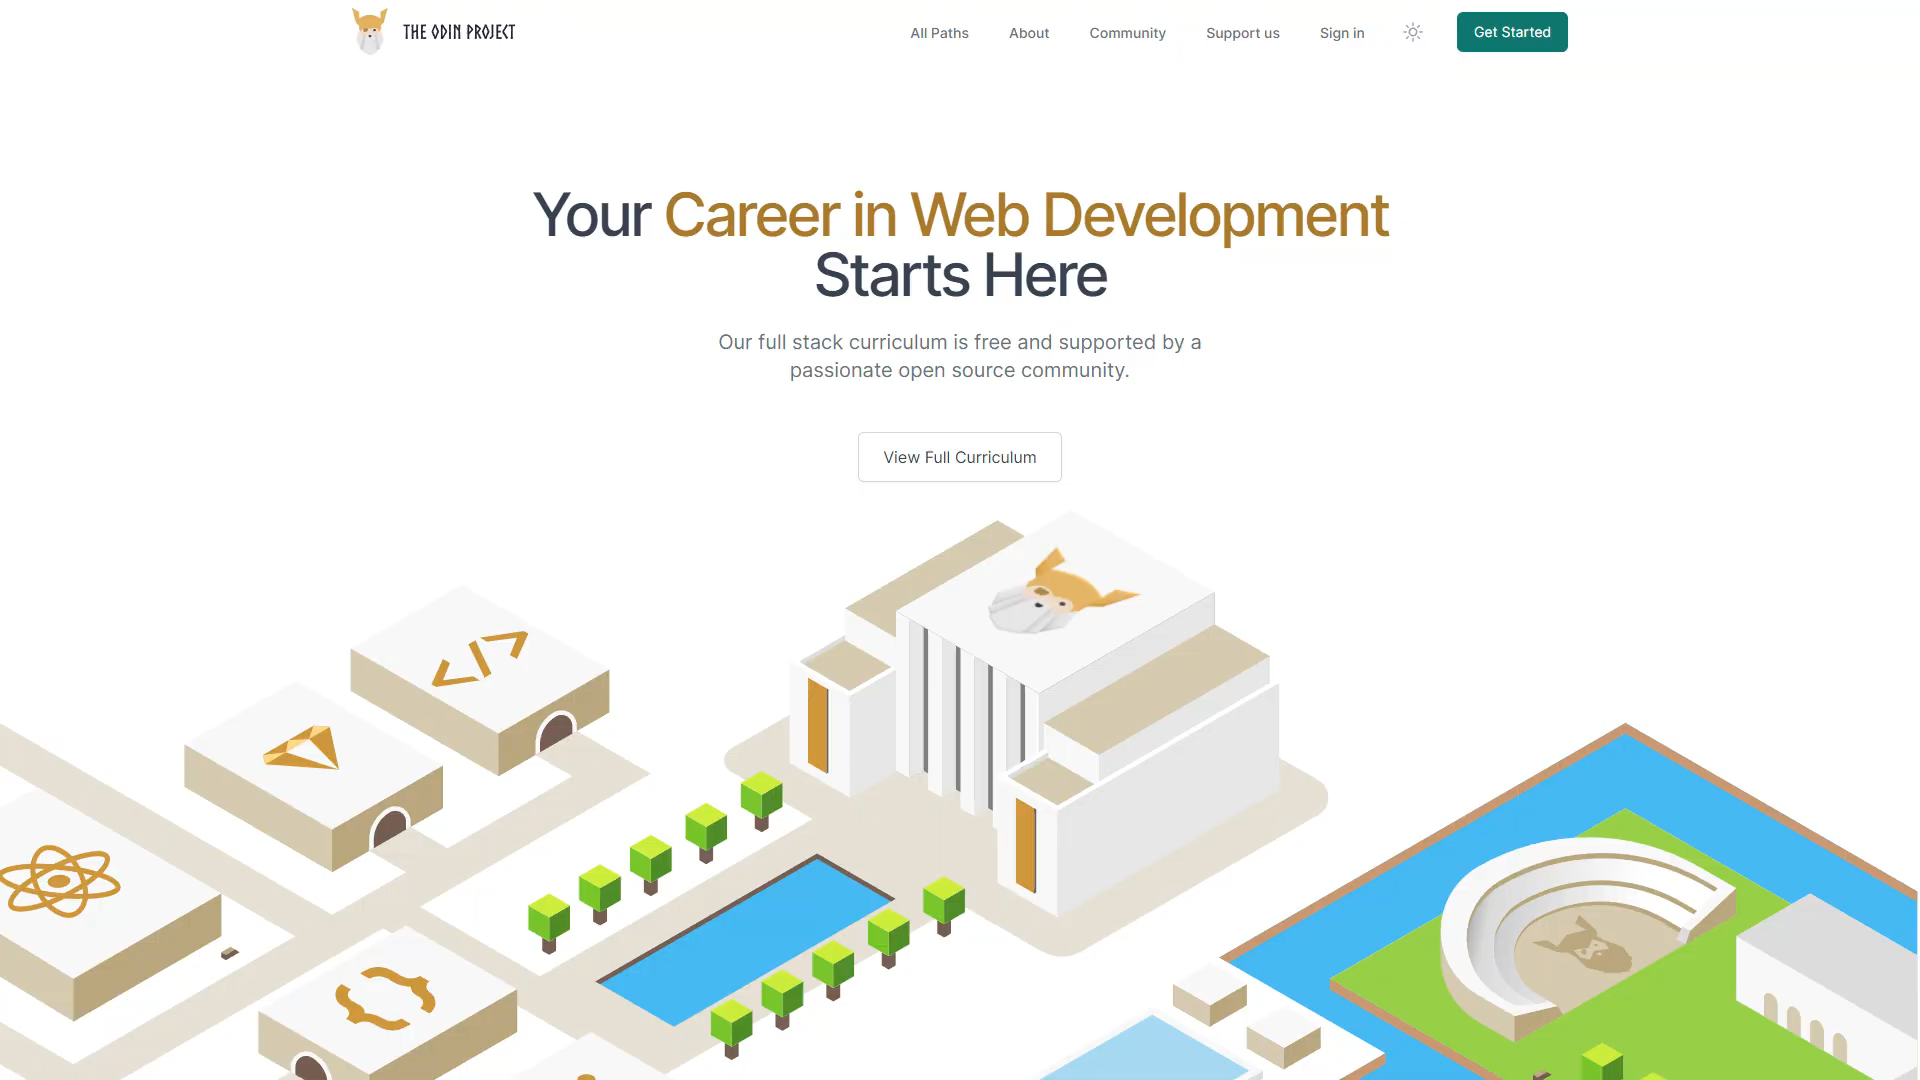 THE ODIN PROJECT
All Paths
About
Community
Support us
Sign in
Get Started
Your Career in Web Development
Starts Here
Our full stack curriculum is free and supported by a
passionate open source community.
View Full Curriculum